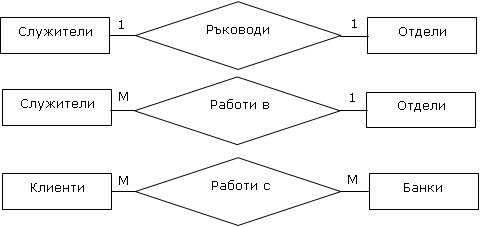 Служители 1 Ръководи 1 Отдели
Служители М Работи в 1 Отдели
Клиенти М Работи с М Банки